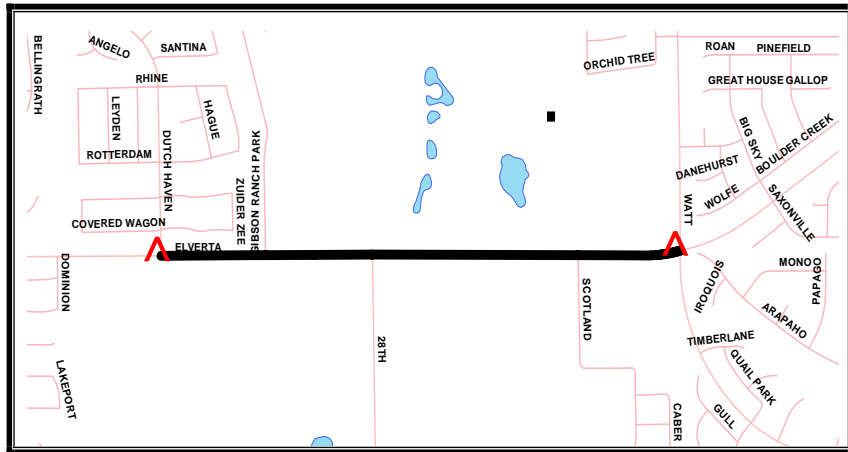 BELLINGRATH
ANGELO
SANTINA
RHINE
LEYDEN
HAGUE
DUTCH HAVEN
ROTTERDAM
ZUIDER ZEE
GIBSON RANCH PARK
COVERED WAGON
ELVERTA
DOMINION
LAKEPORT
28TH
ORCHID TREE
ROAN
PINEFIELD
GREAT HOUSE GALLOP
BIG SKY
BOULDER CREEK
DANEHURST
WOLFE
WATT
SAXONVILLE
SCOTLAND
IROQUOIS
MONO
PAPAGO
ARAPAHO
TIMBERLANE
QUAIL PARK
GULL
CABER